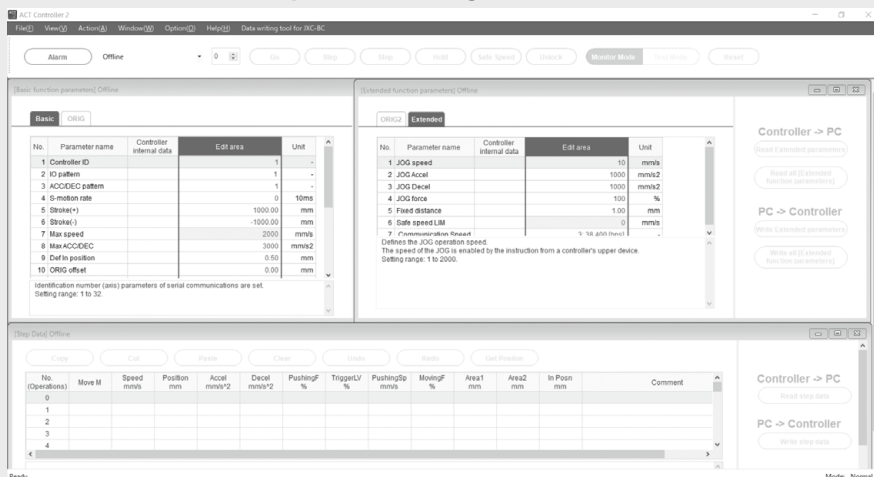 ACT Controller 2
File(F) View(V) Action(A) Window(W) Option(O) Help(H) Data writing tool for JXC-BC
Alarm Offline 0 Go Step Stop Hold Safe Speed Unlock Monitor Mode Test Mode Reset
[Basic function parameters] Offline
Basic ORIG
No. Parameter name Controller internal data Edit area Unit
1 Controller ID 1 -
2 IO pattern 1 -
3 ACC/DEC pattern 1 -
4 S-motion rate 0 10ms
5 Stroke(+) 1000.00 mm
6 Stroke(-) -1000.00 mm
7 Max speed 2000 mm/s
8 Max ACC/DEC 3000 mm/s2
9 Def In position 0.50 mm
10 ORIG offset 0.00 mm
Identification number (axis) parameters of serial communications are set.
Setting range: 1 to 32.
[Extended function parameters] Offline
ORIG2 Extended
No. Parameter name Controller internal data Edit area Unit
1 JOG speed 10 mm/s
2 JOG Accel 1000 mm/s2
3 JOG Decel 1000 mm/s2
4 JOG force 100 %
5 Fixed distance 1.00 mm
6 Safe speed LIM 0 mm/s
7 Communication Speed 3: 38,400 [bps] -
Defines the JOG operation speed.
The speed of the JOG is enabled by the instruction from a controller's upper device.
Setting range: 1 to 2000.
Controller -> PC
Read Extended parameters
Read all [Extended
function parameters]
PC -> Controller
Write Extended parameters
Write all [Extended
function parameters]
[Step Data] Offline
Copy Cut Paste Clear Undo Redo Get Position
No. (Operations) Move M Speed mm/s Position mm Accel mm/s^2 Decel mm/s^2 PushingF % TriggerLV % PushingSp mm/s MovingF % Area1 mm Area2 mm In Posn mm Comment
0
1
2
3
4
Controller -> PC
Read step data
PC -> Controller
Write step data
Ready Mode: Normal